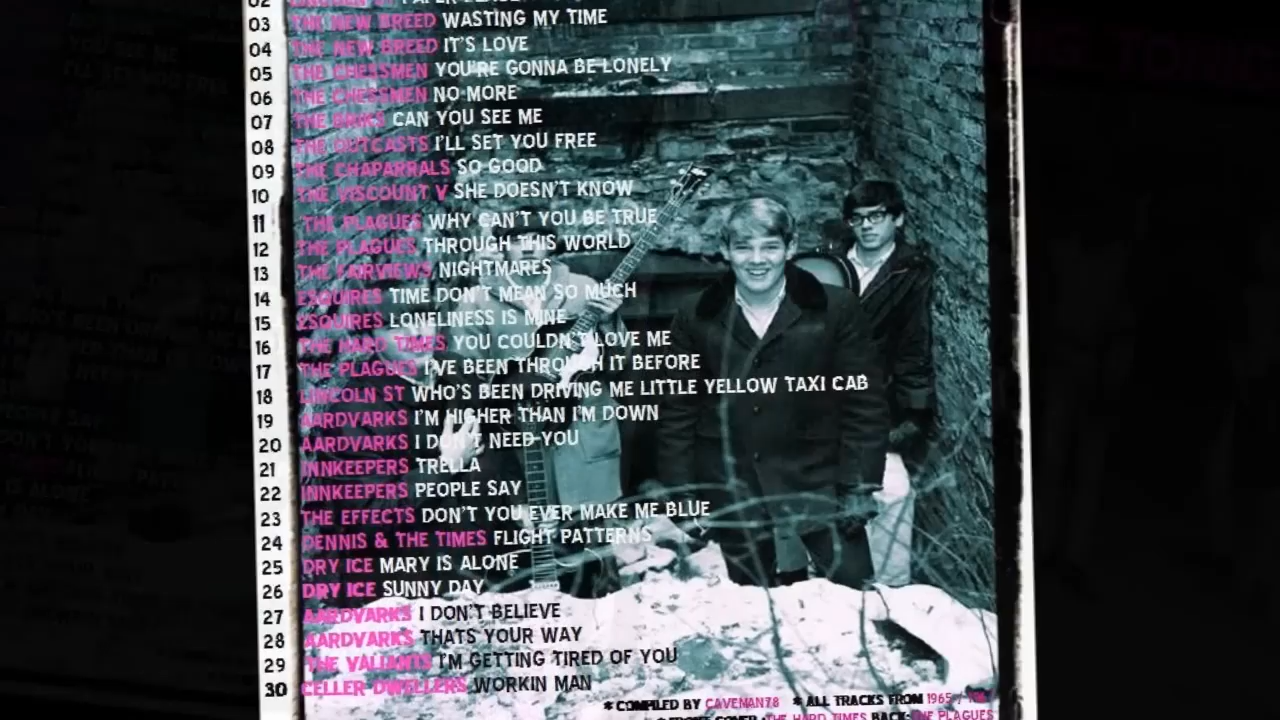 02
03 THE NEW BREED WASTING MY TIME
04 THE NEW BREED IT'S LOVE
05 THE CHESSMEN YOU'RE GONNA BE LONELY
06 THE CHESSMEN NO MORE
07 THE BRIKS CAN YOU SEE ME
08 THE OUTCASTS I'LL SET YOU FREE
09 THE CHAPARRALS SO GOOD
10 THE VISCOUNT V SHE DOESN'T KNOW
11 THE PLAGUES WHY CAN'T YOU BE TRUE
12 THE PLAGUES THROUGH THIS WORLD
13 THE FAIRVIEWS NIGHTMARES
14 ESQUIRES TIME DON'T MEAN SO MUCH
15 ESQUIRES LONELINESS IS MINE
16 THE HARD TIMES YOU COULDN'T LOVE ME
17 THE PLAGUES I'VE BEEN THROUGH IT BEFORE
18 LINCOLN ST WHO'S BEEN DRIVING ME LITTLE YELLOW TAXI CAB
19 AARDVARKS I'M HIGHER THAN I'M DOWN
20 AARDVARKS I DON'T NEED YOU
21 INNKEEPERS TRELLA
22 INNKEEPERS PEOPLE SAY
23 THE EFFECTS DON'T YOU EVER MAKE ME BLUE
24 DENNIS & THE TIMES FLIGHT PATTERNS
25 DRY ICE MARY IS ALONE
26 DRY ICE SUNNY DAY
27 AARDVARKS I DON'T BELIEVE
28 AARDVARKS THATS YOUR WAY
29 THE VALIANTS I'M GETTING TIRED OF YOU
30 CELLER DWELLERS WORKIN MAN
* COMPILED BY CAVEMAN78 * ALL TRACKS FROM 1965 /
* FRONT COVER : THE HARD TIMES BACK: THE PLAGUES